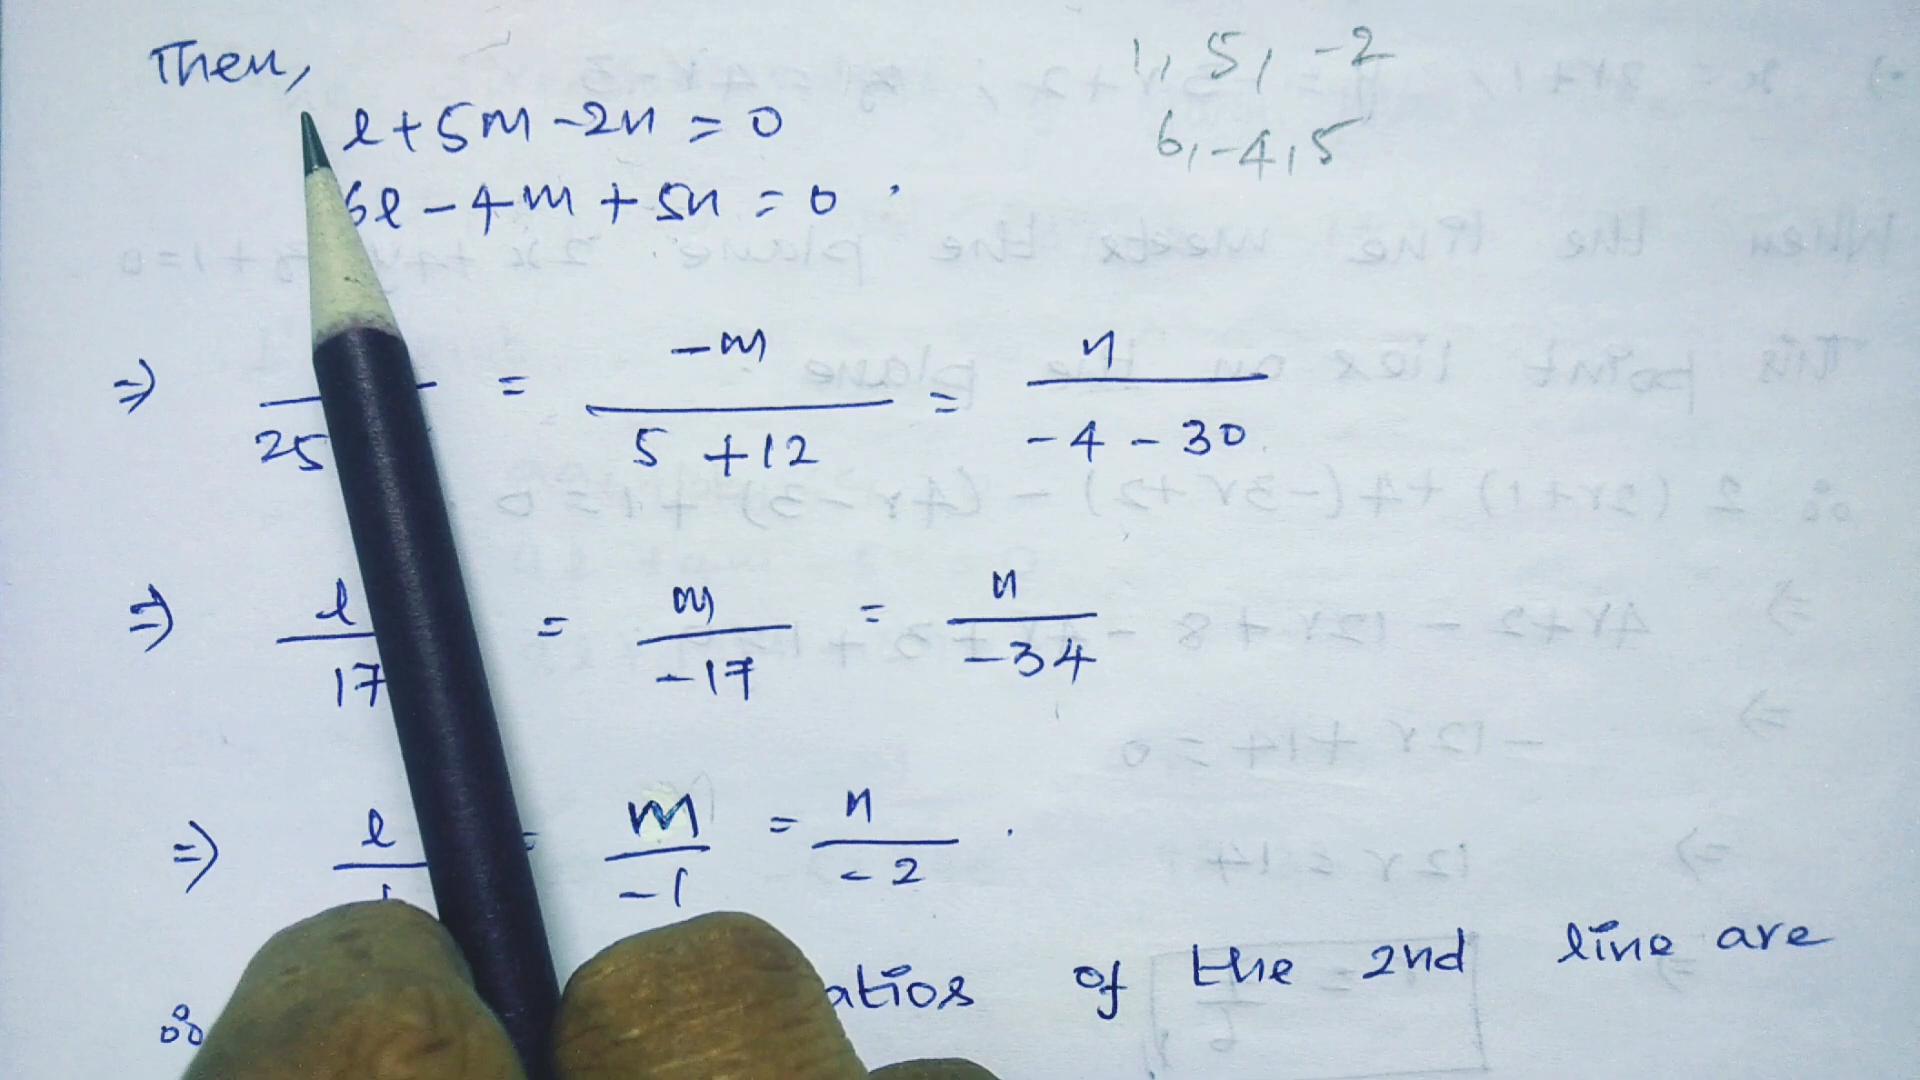 Then, 1, 5, -2
l + 5m - 2n = 0 6, -4, 5
6l - 4m + 5n = 0.
⇒ 25 = -m/5 + 12 = n/-4 - 30
⇒ l/17 = m/-17 = n/-34
⇒ l/1 = m/-1 = n/-2 .
∴ of the 2nd line are